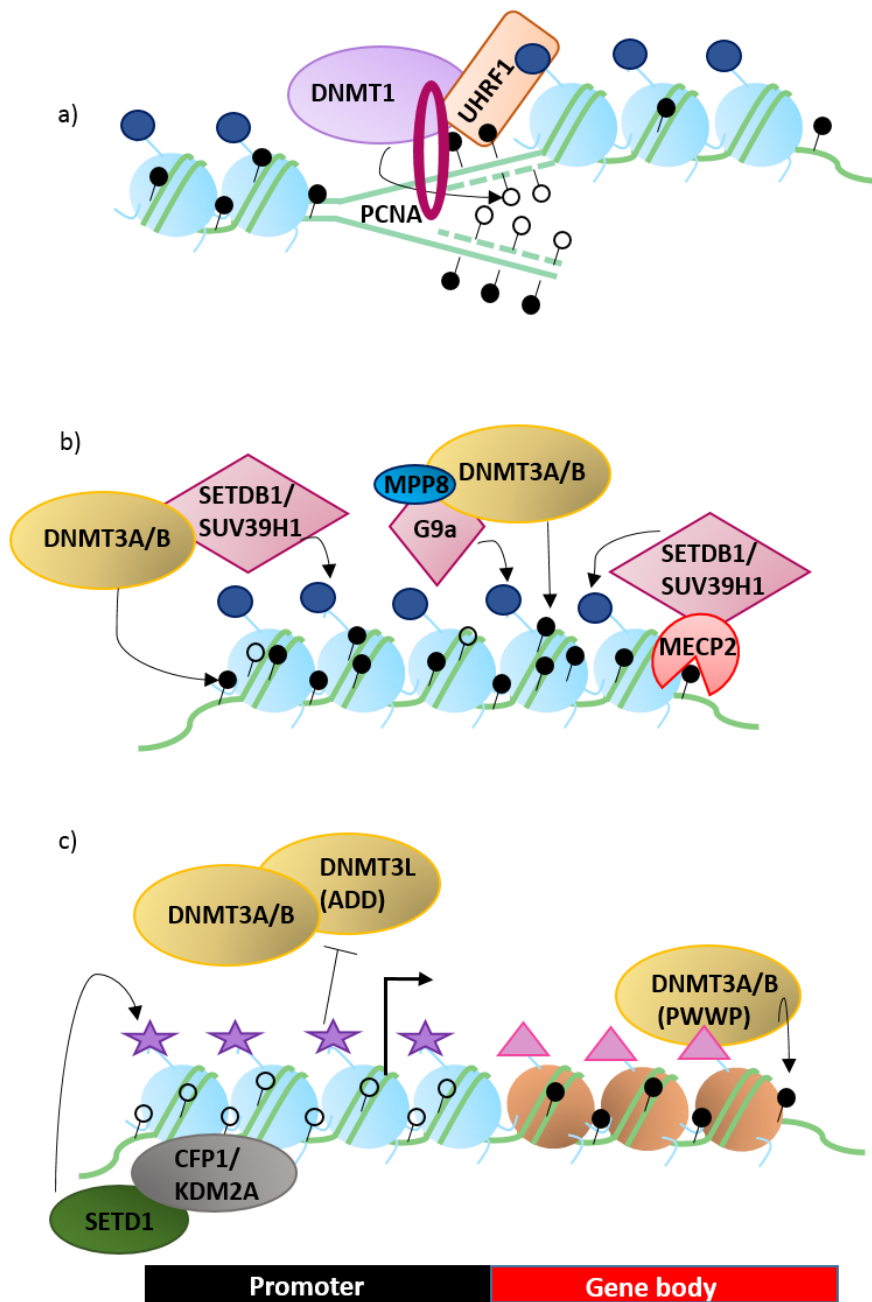 a)
DNMT1
UHRF1
PCNA
b)
DNMT3A/B
SETDB1/
SUV39H1
MPP8
DNMT3A/B
G9a
SETDB1/
SUV39H1
MECP2
c)
DNMT3A/B
DNMT3L
(ADD)
DNMT3A/B
(PWWP)
CFP1/
KDM2A
SETD1
Promoter
Gene body